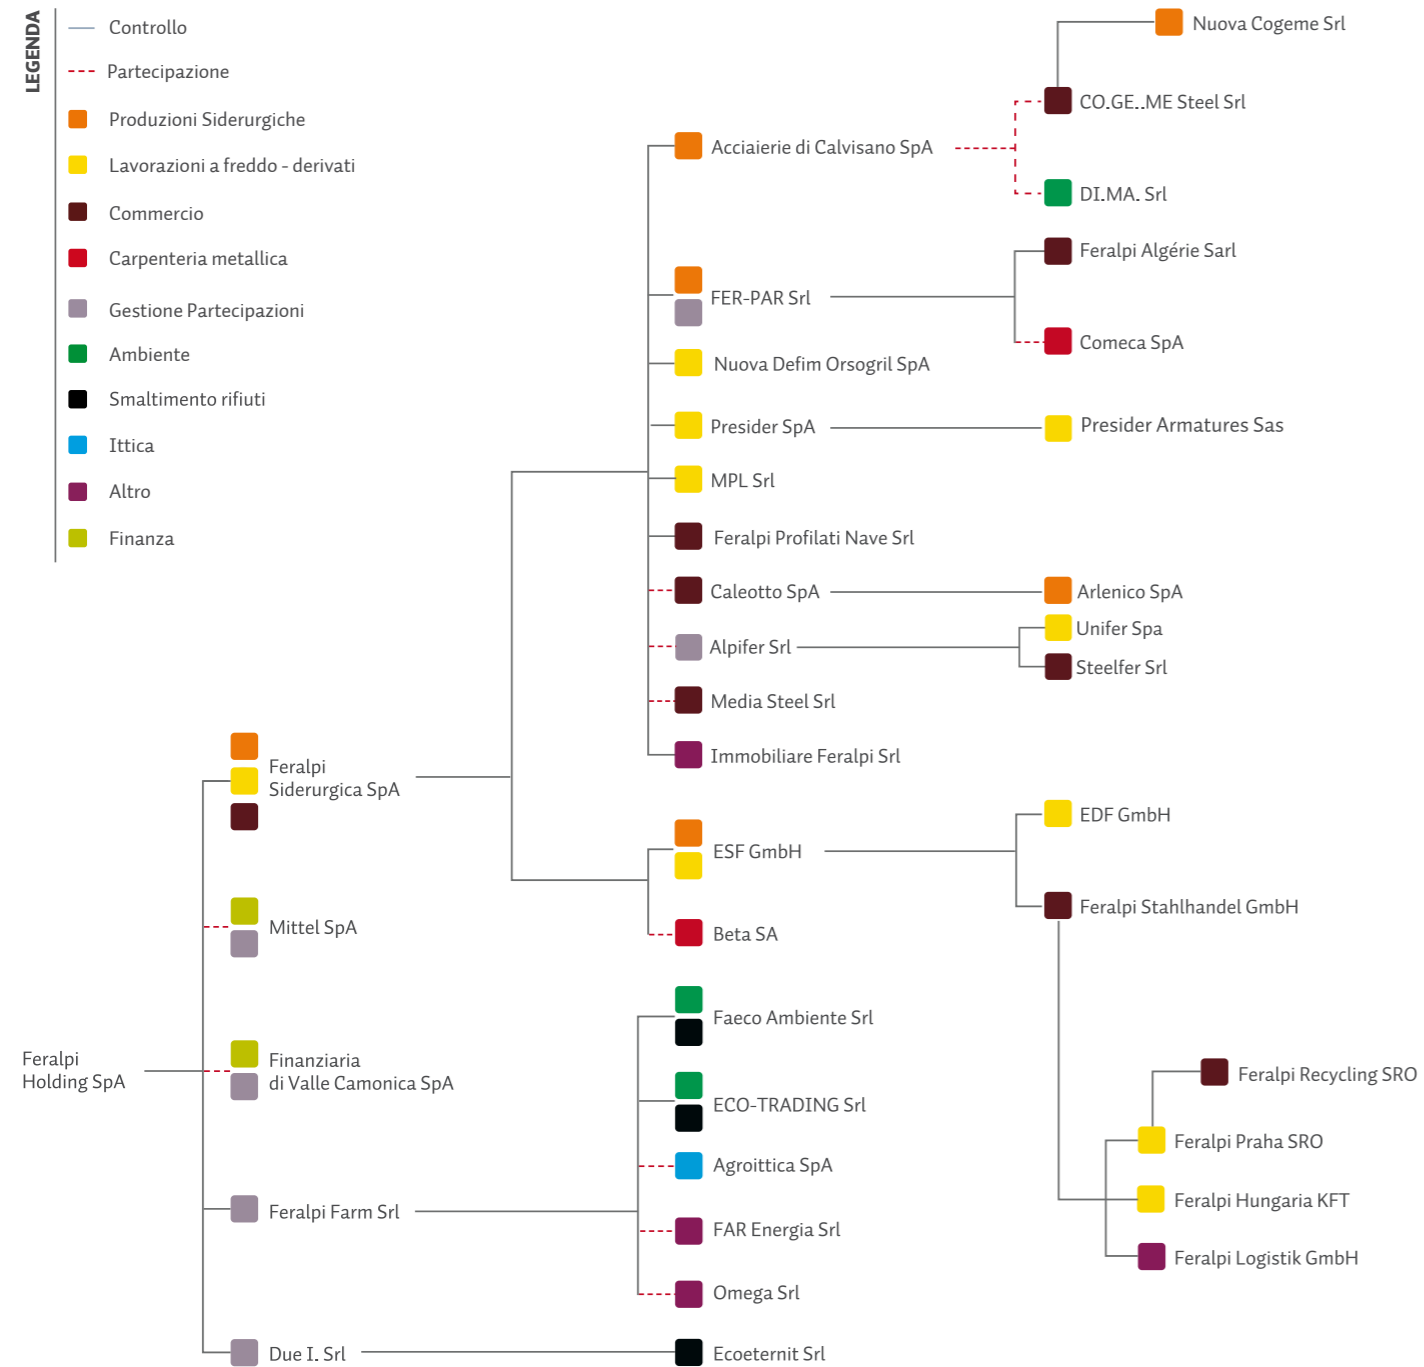 LEGENDA
Controllo
Partecipazione
Produzioni Siderurgiche
Lavorazioni a freddo - derivati
Commercio
Carpenteria metallica
Gestione Partecipazioni
Ambiente
Smaltimento rifiuti
Ittica
Altro
Finanza
Feralpi
Holding SpA
Feralpi
Siderurgica SpA
Mittel SpA
Finanziaria
di Valle Camonica SpA
Feralpi Farm Srl
Due I. Srl
Acciaierie di Calvisano SpA
FER-PAR Srl
Nuova Defim Orsogril SpA
Presider SpA
MPL Srl
Feralpi Profilati Nave Srl
Caleotto SpA
Alpifer Srl
Media Steel Srl
Immobiliare Feralpi Srl
ESF GmbH
Beta SA
Faeco Ambiente Srl
ECO-TRADING Srl
Agroittica SpA
FAR Energia Srl
Omega Srl
Ecoeternit Srl
Nuova Cogeme Srl
CO.GE..ME Steel Srl
DI.MA. Srl
Feralpi Algérie Sarl
Comeca SpA
Presider Armatures Sas
Arlenico SpA
Unifer Spa
Steelfer Srl
EDF GmbH
Feralpi Stahlhandel GmbH
Feralpi Recycling SRO
Feralpi Praha SRO
Feralpi Hungaria KFT
Feralpi Logistik GmbH